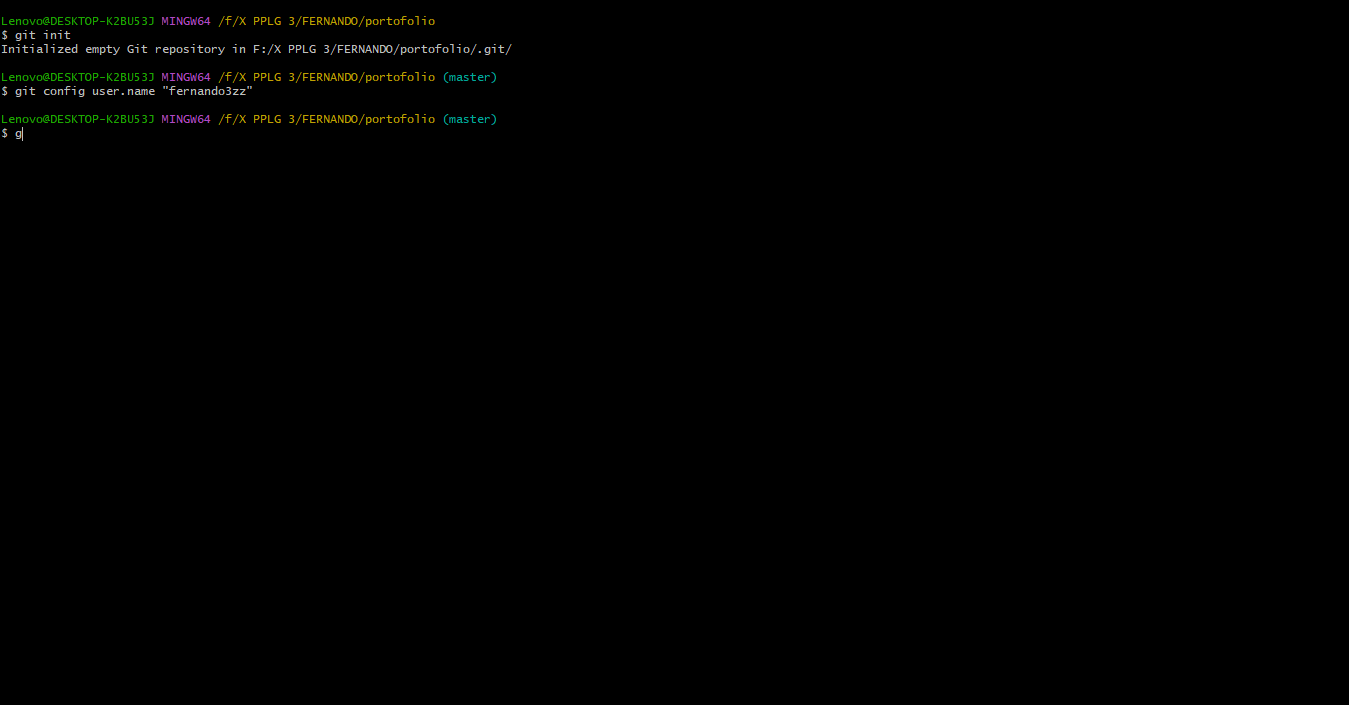 Lenovo@DESKTOP-K2BU53J MINGW64 /f/X PPLG 3/FERNANDO/portofolio
$ git init
Initialized empty Git repository in F:/X PPLG 3/FERNANDO/portofolio/.git/
Lenovo@DESKTOP-K2BU53J MINGW64 /f/X PPLG 3/FERNANDO/portofolio (master)
$ git config user.name "fernando3zz"
Lenovo@DESKTOP-K2BU53J MINGW64 /f/X PPLG 3/FERNANDO/portofolio (master)
$ g